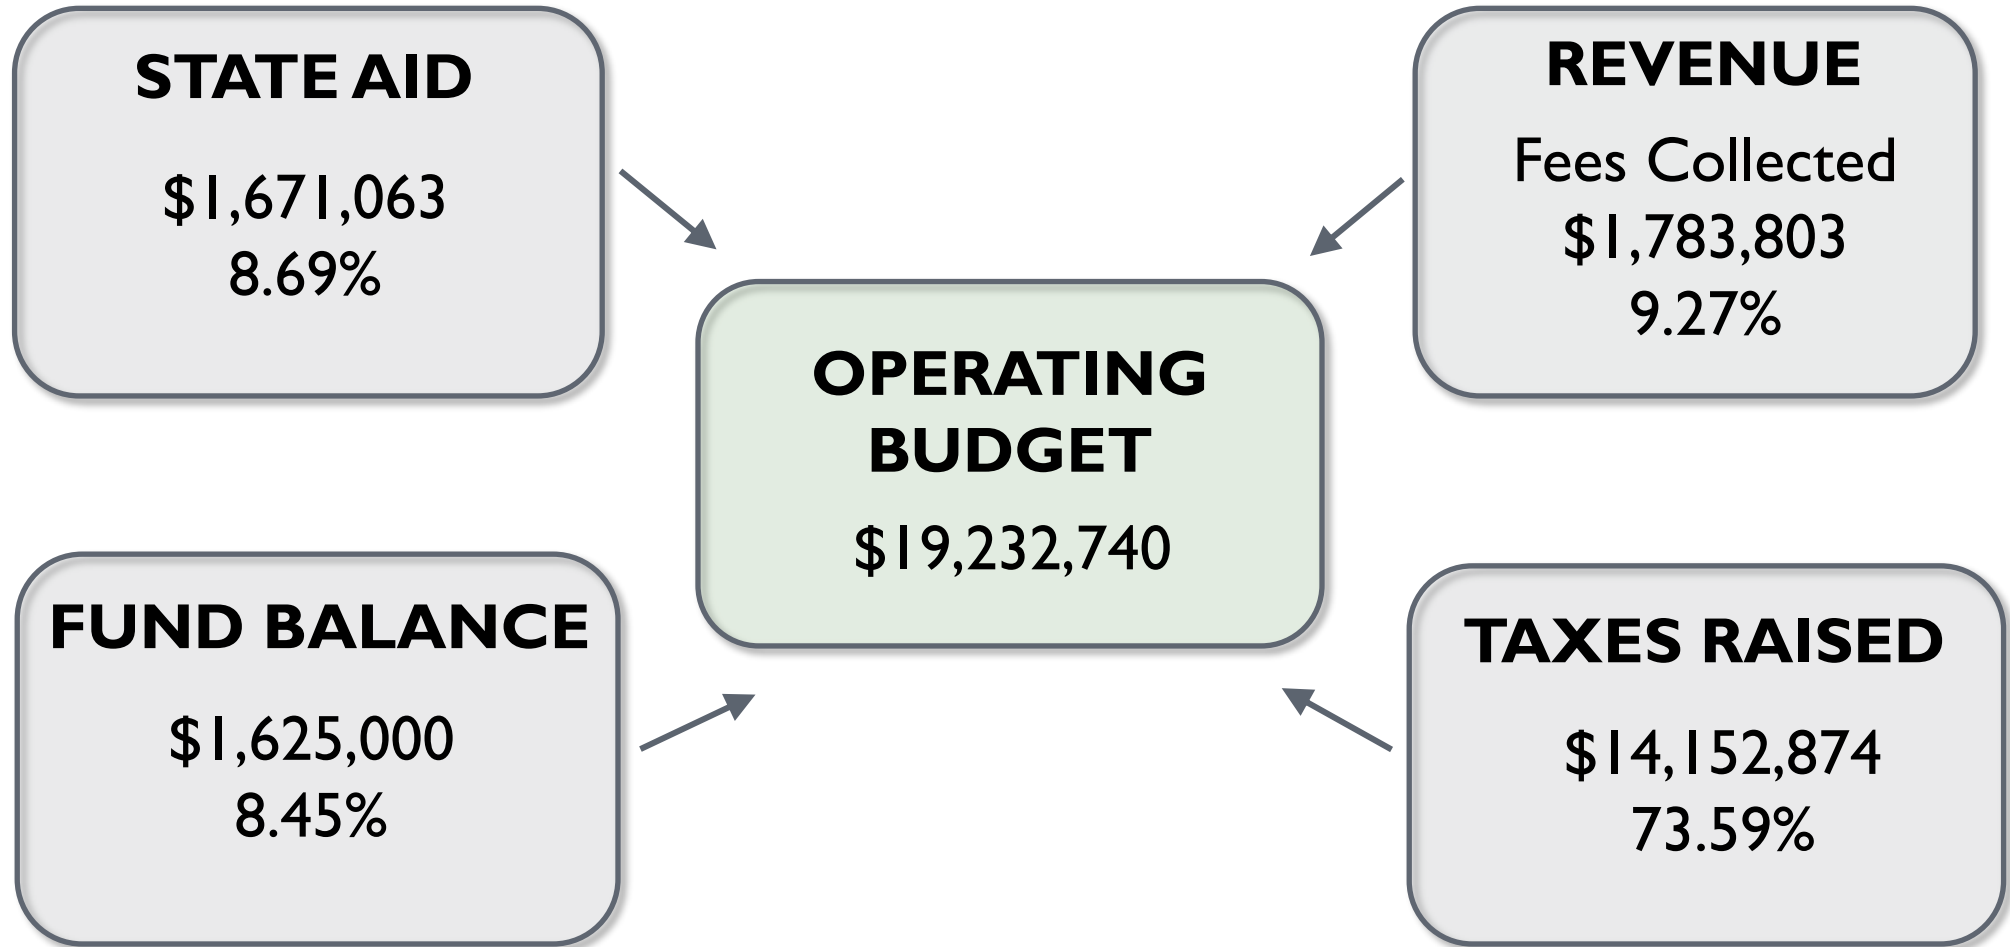 STATE AID
$1,671,063
8.69%
REVENUE
Fees Collected
$1,783,803
9.27%
OPERATING
BUDGET
$19,232,740
FUND BALANCE
$1,625,000
8.45%
TAXES RAISED
$14,152,874
73.59%